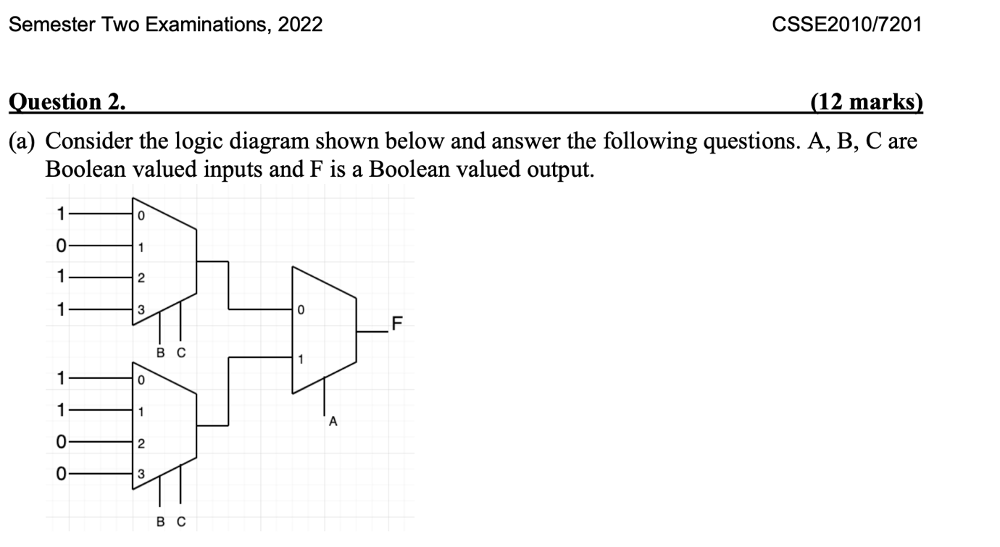 Semester Two Examinations, 2022 CSSE2010/7201
Question 2. (12 marks)
(a) Consider the logic diagram shown below and answer the following questions. A, B, C are
Boolean valued inputs and F is a Boolean valued output.
1 0
0 1
1 2
1 3
B C
0
1
F
A
1 0
1 1
0 2
0 3
B C